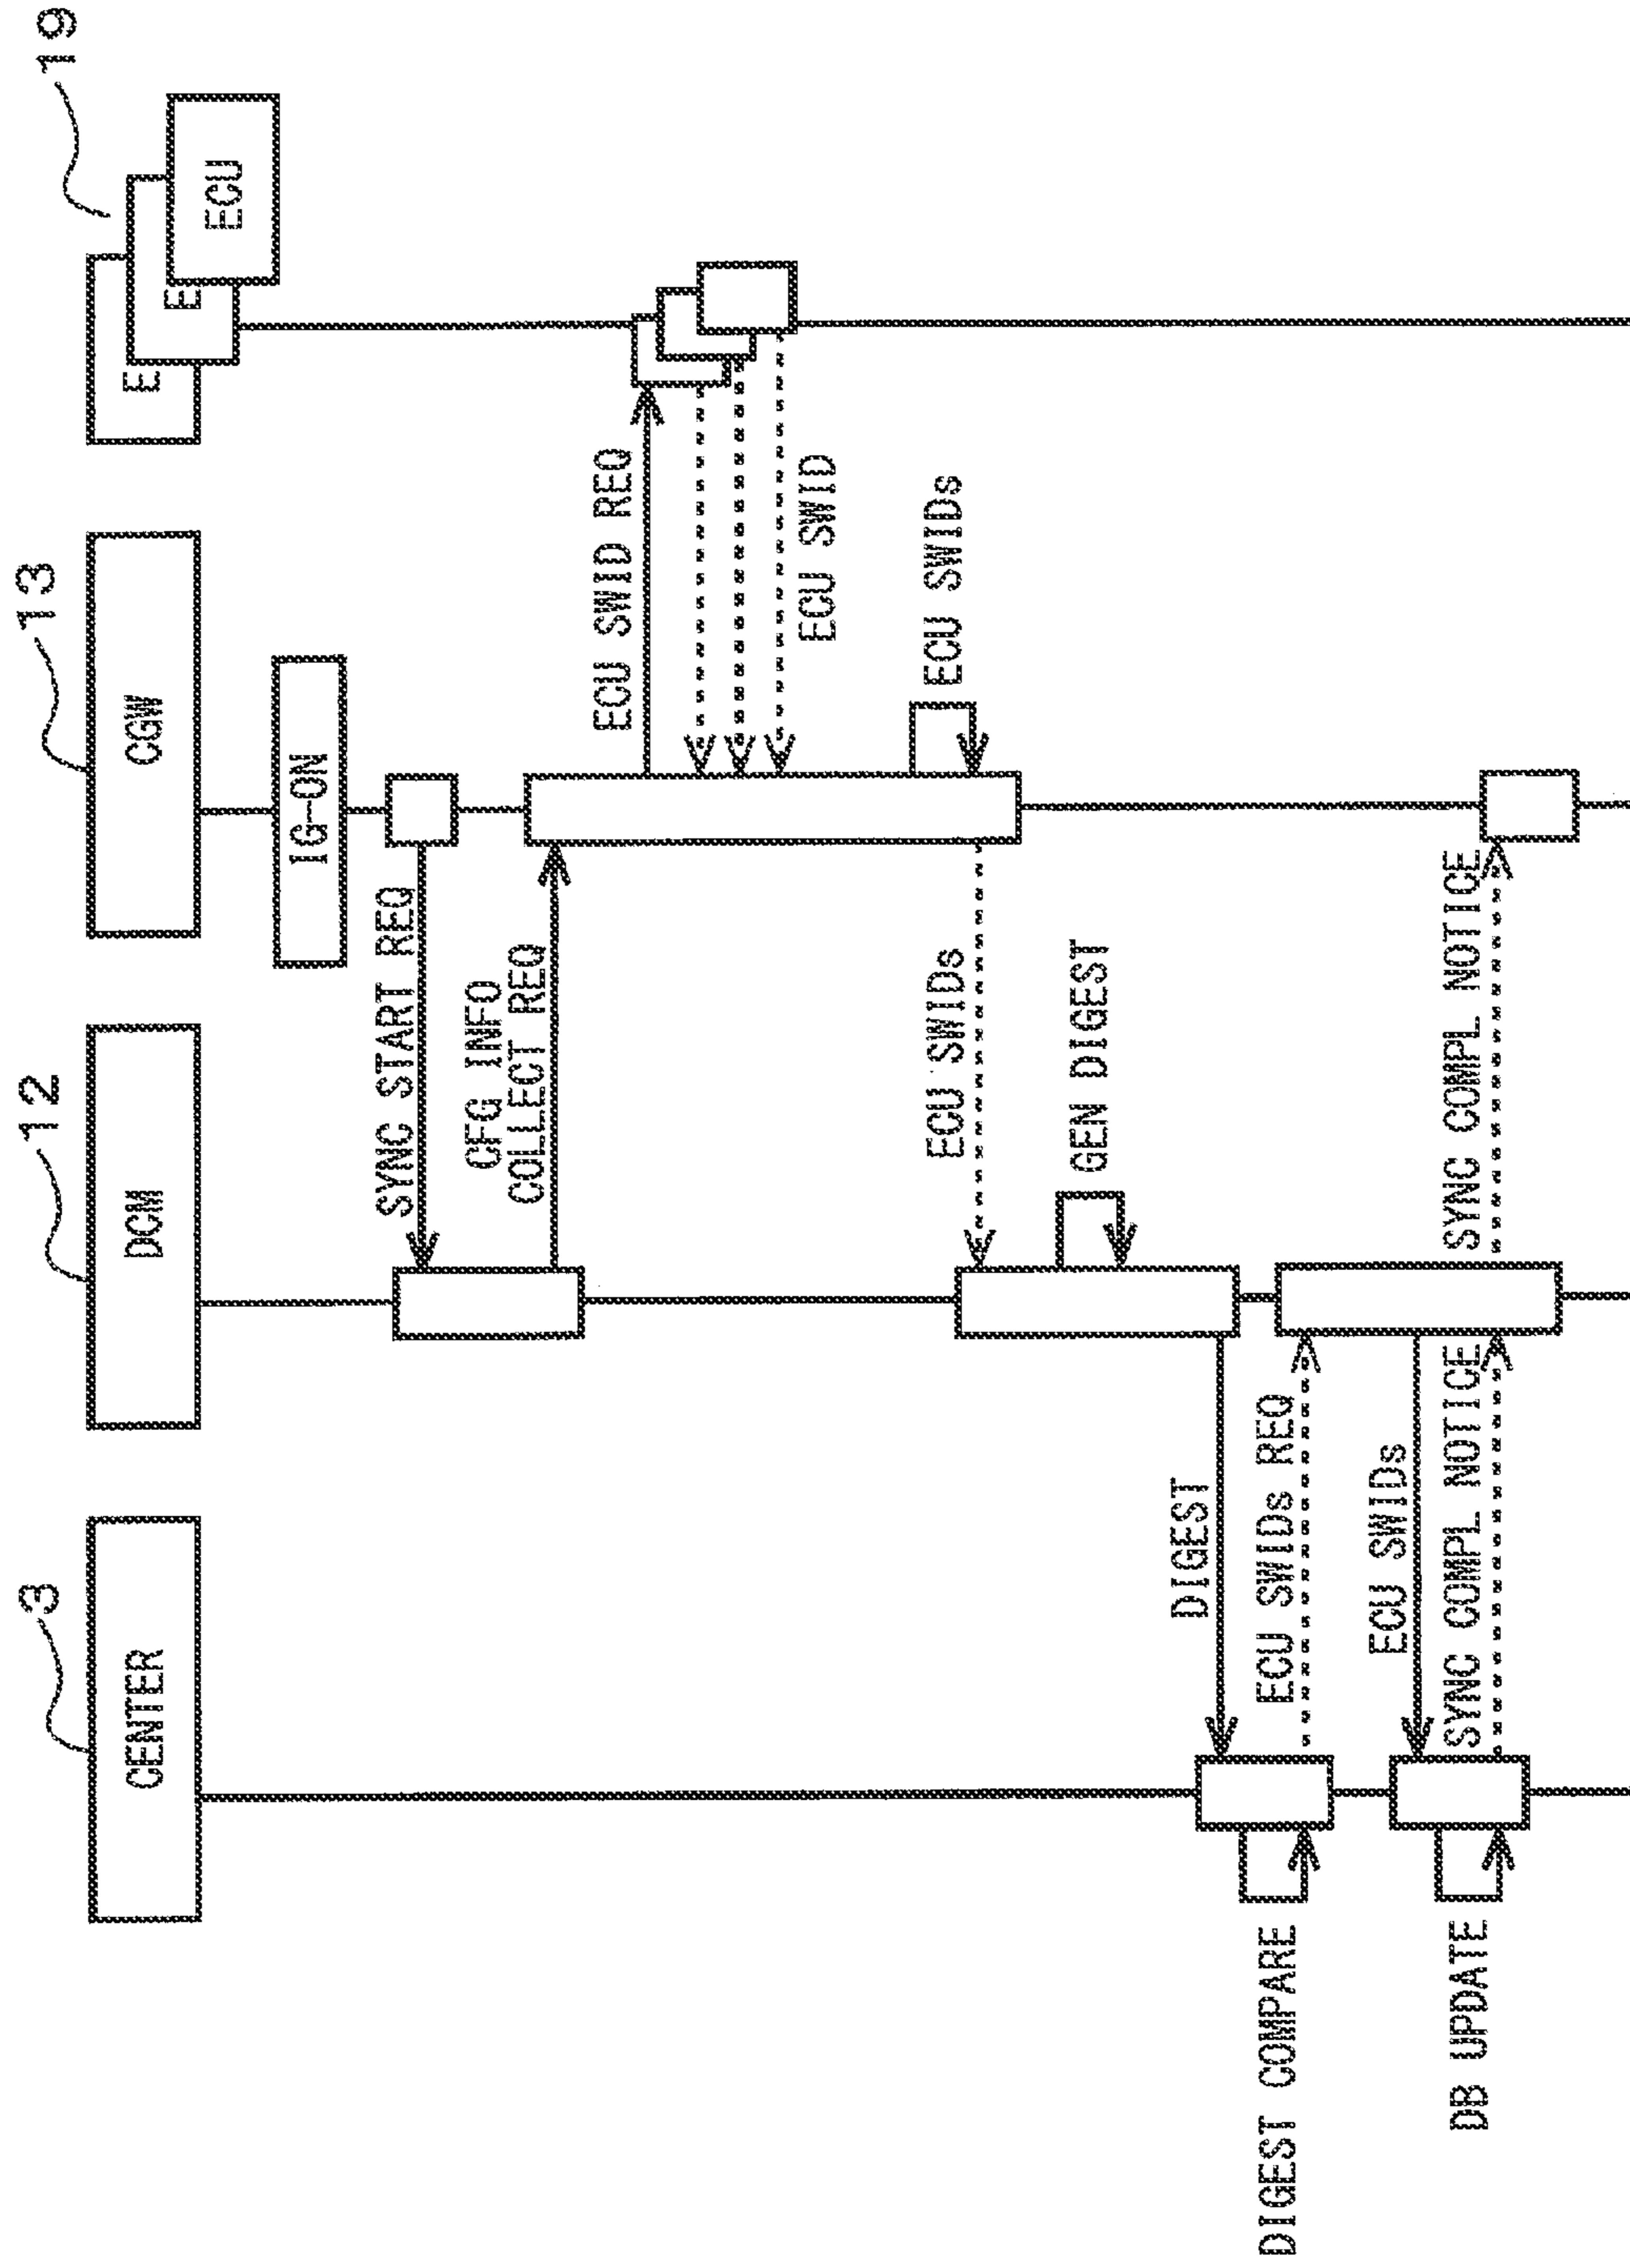 3
12
13
19
CENTER
DCM
CGW
E
E
ECU
IG-ON
SYNC START REQ
CFG INFO
COLLECT REQ
ECU SWID REQ
ECU SWID
ECU SWIDs
ECU SWIDs
GEN DIGEST
DIGEST
DIGEST COMPARE
ECU SWIDs REQ
ECU SWIDs
DB UPDATE
SYNC COMPL NOTICE
SYNC COMPL NOTICE